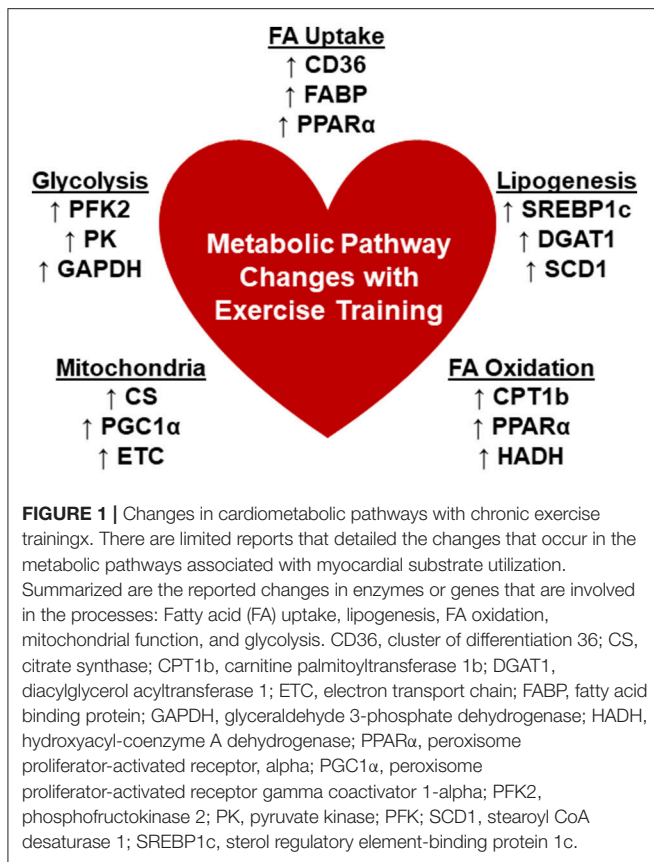 FA Uptake
↑ CD36
↑ FABP
↑ PPARα
Glycolysis
↑ PFK2
↑ PK
↑ GAPDH
Lipogenesis
↑ SREBP1c
↑ DGAT1
↑ SCD1
Metabolic Pathway
Changes with
Exercise Training
Mitochondria
↑ CS
↑ PGC1α
↑ ETC
FA Oxidation
↑ CPT1b
↑ PPARα
↑ HADH
FIGURE 1 | Changes in cardiometabolic pathways with chronic exercise
trainingx. There are limited reports that detailed the changes that occur in the
metabolic pathways associated with myocardial substrate utilization.
Summarized are the reported changes in enzymes or genes that are involved
in the processes: Fatty acid (FA) uptake, lipogenesis, FA oxidation,
mitochondrial function, and glycolysis. CD36, cluster of differentiation 36; CS,
citrate synthase; CPT1b, carnitine palmitoyltransferase 1b; DGAT1,
diacylglycerol acyltransferase 1; ETC, electron transport chain; FABP, fatty acid
binding protein; GAPDH, glyceraldehyde 3-phosphate dehydrogenase; HADH,
hydroxyacyl-coenzyme A dehydrogenase; PPARα, peroxisome
proliferator-activated receptor, alpha; PGC1α, peroxisome
proliferator-activated receptor gamma coactivator 1-alpha; PFK2,
phosphofructokinase 2; PK, pyruvate kinase; PFK; SCD1, stearoyl CoA
desaturase 1; SREBP1c, sterol regulatory element-binding protein 1c.